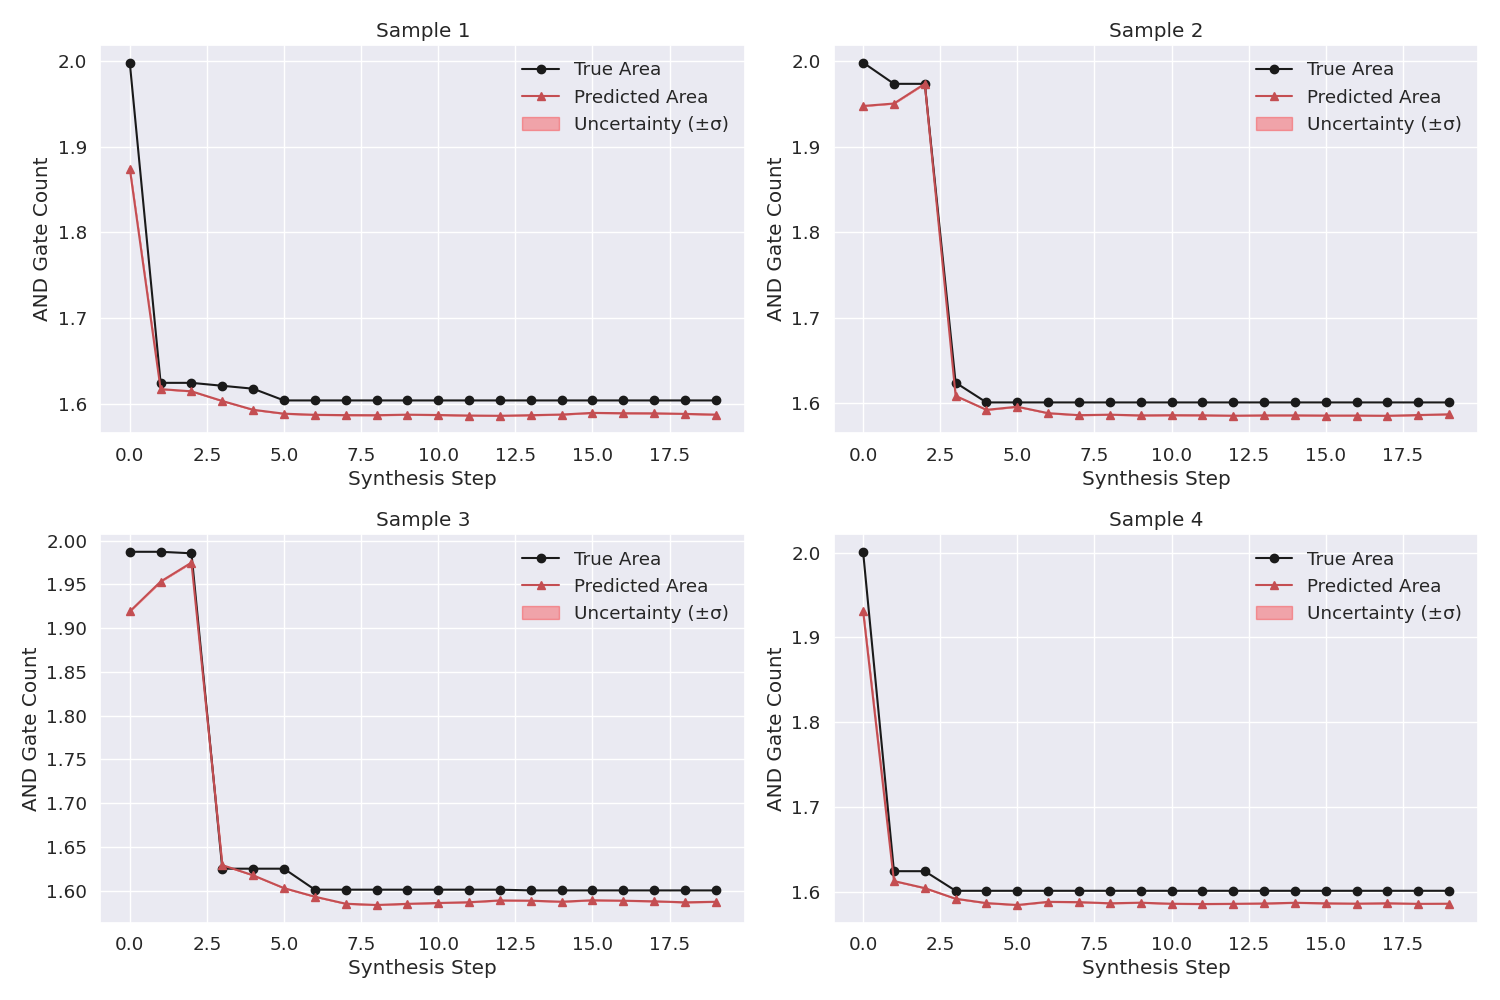 Sample 1
True Area
Predicted Area
Uncertainty (±σ)
AND Gate Count
2.0
1.9
1.8
1.7
1.6
0.0 2.5 5.0 7.5 10.0 12.5 15.0 17.5
Synthesis Step
Sample 2
True Area
Predicted Area
Uncertainty (±σ)
AND Gate Count
2.0
1.9
1.8
1.7
1.6
0.0 2.5 5.0 7.5 10.0 12.5 15.0 17.5
Synthesis Step
Sample 3
True Area
Predicted Area
Uncertainty (±σ)
AND Gate Count
2.00
1.95
1.90
1.85
1.80
1.75
1.70
1.65
1.60
0.0 2.5 5.0 7.5 10.0 12.5 15.0 17.5
Synthesis Step
Sample 4
True Area
Predicted Area
Uncertainty (±σ)
AND Gate Count
2.0
1.9
1.8
1.7
1.6
0.0 2.5 5.0 7.5 10.0 12.5 15.0 17.5
Synthesis Step